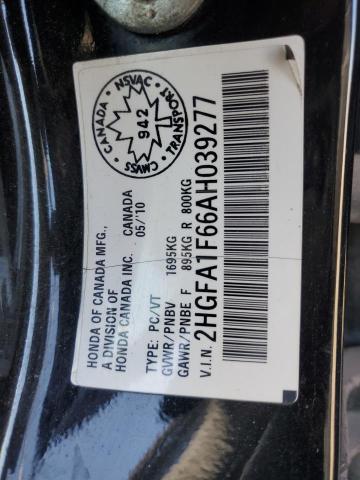 HONDA OF CANADA MFG.,
A DIVISION OF
HONDA CANADA INC. CANADA
05/'10
TYPE: PC/VT
GVWR/PNBV 1695KG
GAWR/PNBE F 895KG R 800KG
V.I.N. 2HGFA1F66AH039277
CANADA NSVAC
TRANSPORT CMVSS
942